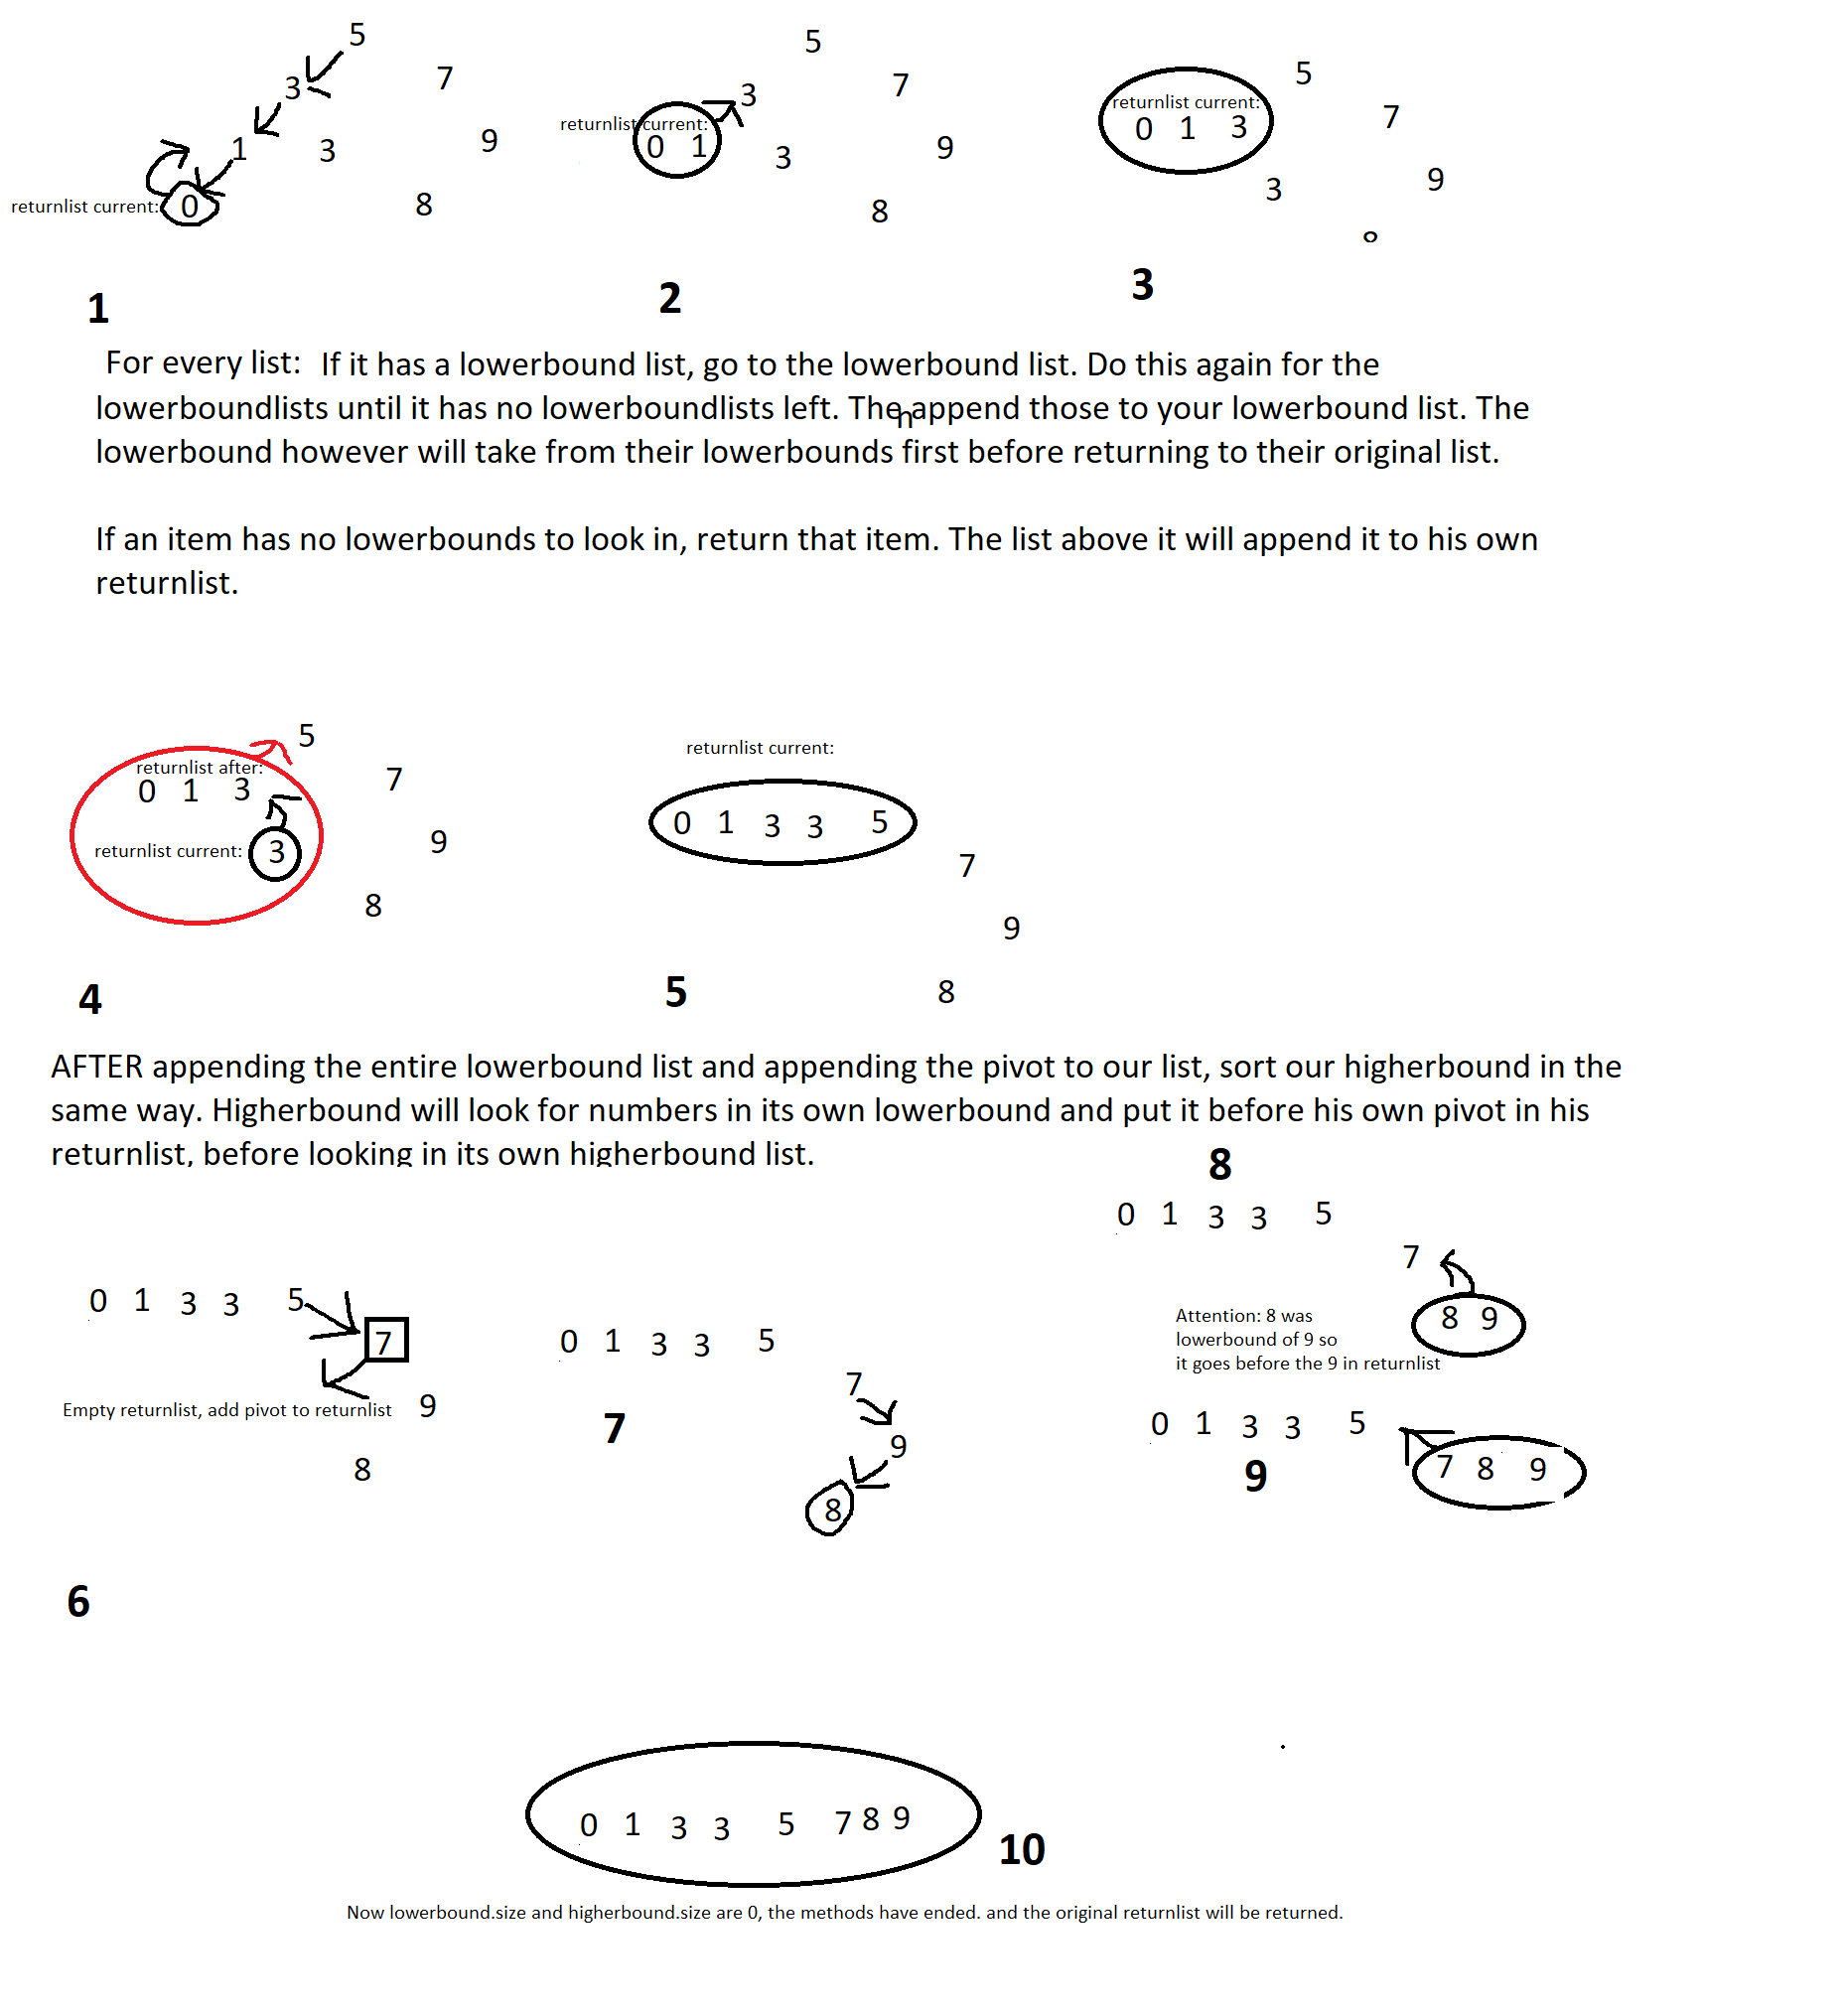 5
3
7
1
3
9
returnlist current:
0
8
1
5
3
7
returnlist current:
0 1
3
9
8
2
5
returnlist current:
0 1 3
7
3
9
3
For every list: If it has a lowerbound list, go to the lowerbound list. Do this again for the
lowerboundlists until it has no lowerboundlists left. Then append those to your lowerbound list. The
lowerbound however will take from their lowerbounds first before returning to their original list.
If an item has no lowerbounds to look in, return that item. The list above it will append it to his own
returnlist.
5
returnlist after:
0 1 3
7
returnlist current: 3
9
8
4
returnlist current:
0 1 3 3 5
7
9
8
5
AFTER appending the entire lowerbound list and appending the pivot to our list, sort our higherbound in the
same way. Higherbound will look for numbers in its own lowerbound and put it before his own pivot in his
returnlist, before looking in its own higherbound list.
0 1 3 3 5
7
Empty returnlist, add pivot to returnlist 9
8
6
0 1 3 3 5
7
7
9
8
8
0 1 3 3 5
7
8 9
Attention: 8 was
lowerbound of 9 so
it goes before the 9 in returnlist
0 1 3 3 5
7 8 9
9
0 1 3 3 5 7 8 9
10
Now lowerbound.size and higherbound.size are 0, the methods have ended. and the original returnlist will be returned.